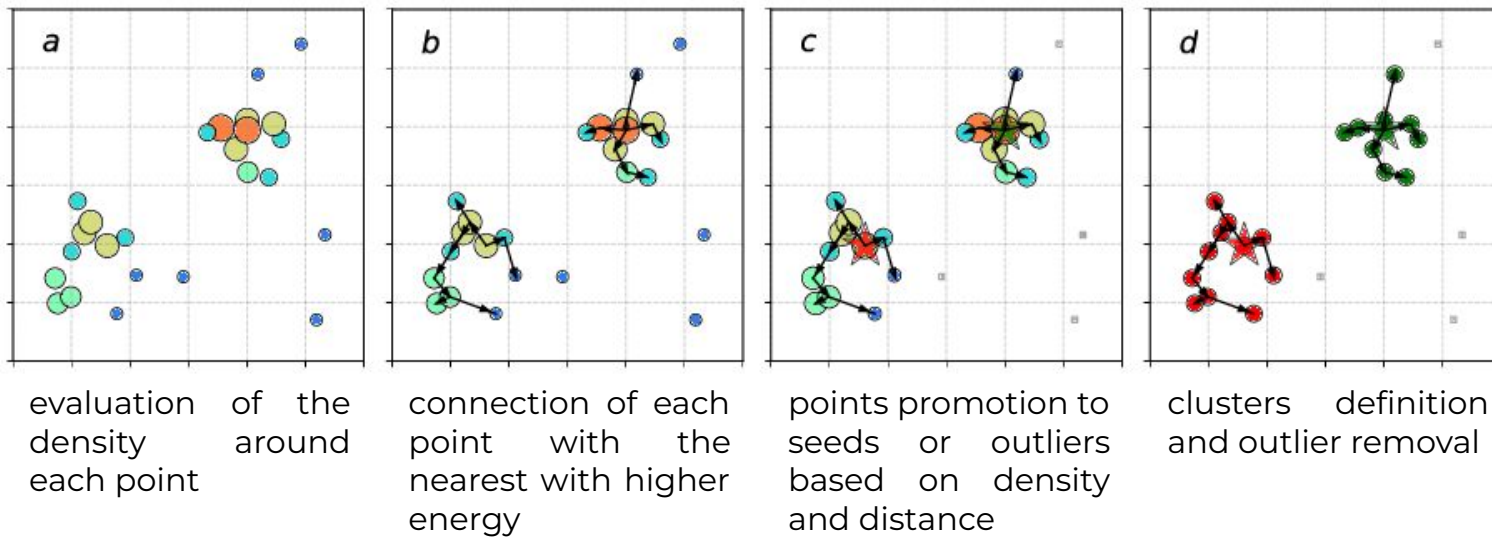 a
b
c
d
evaluation of the
density around
each point
connection of each
point with the
nearest with higher
energy
points promotion to
seeds or outliers
based on density
and distance
clusters definition
and outlier removal